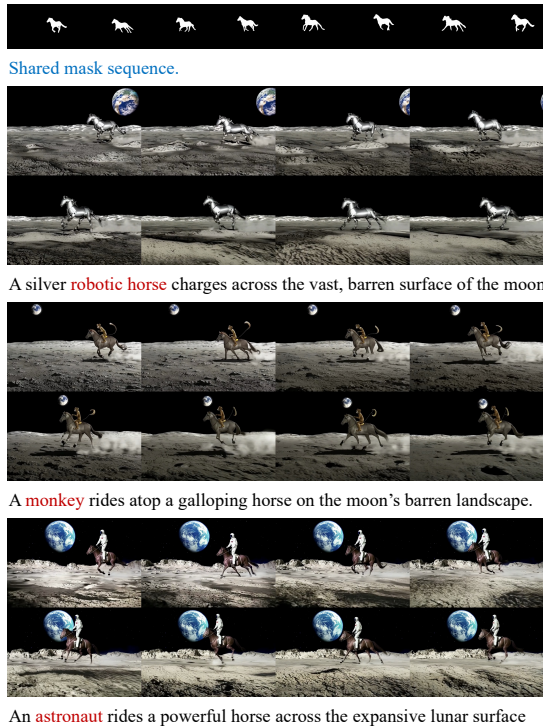 Shared mask sequence.
A silver robotic horse charges across the vast, barren surface of the moon
A monkey rides atop a galloping horse on the moon’s barren landscape.
An astronaut rides a powerful horse across the expansive lunar surface